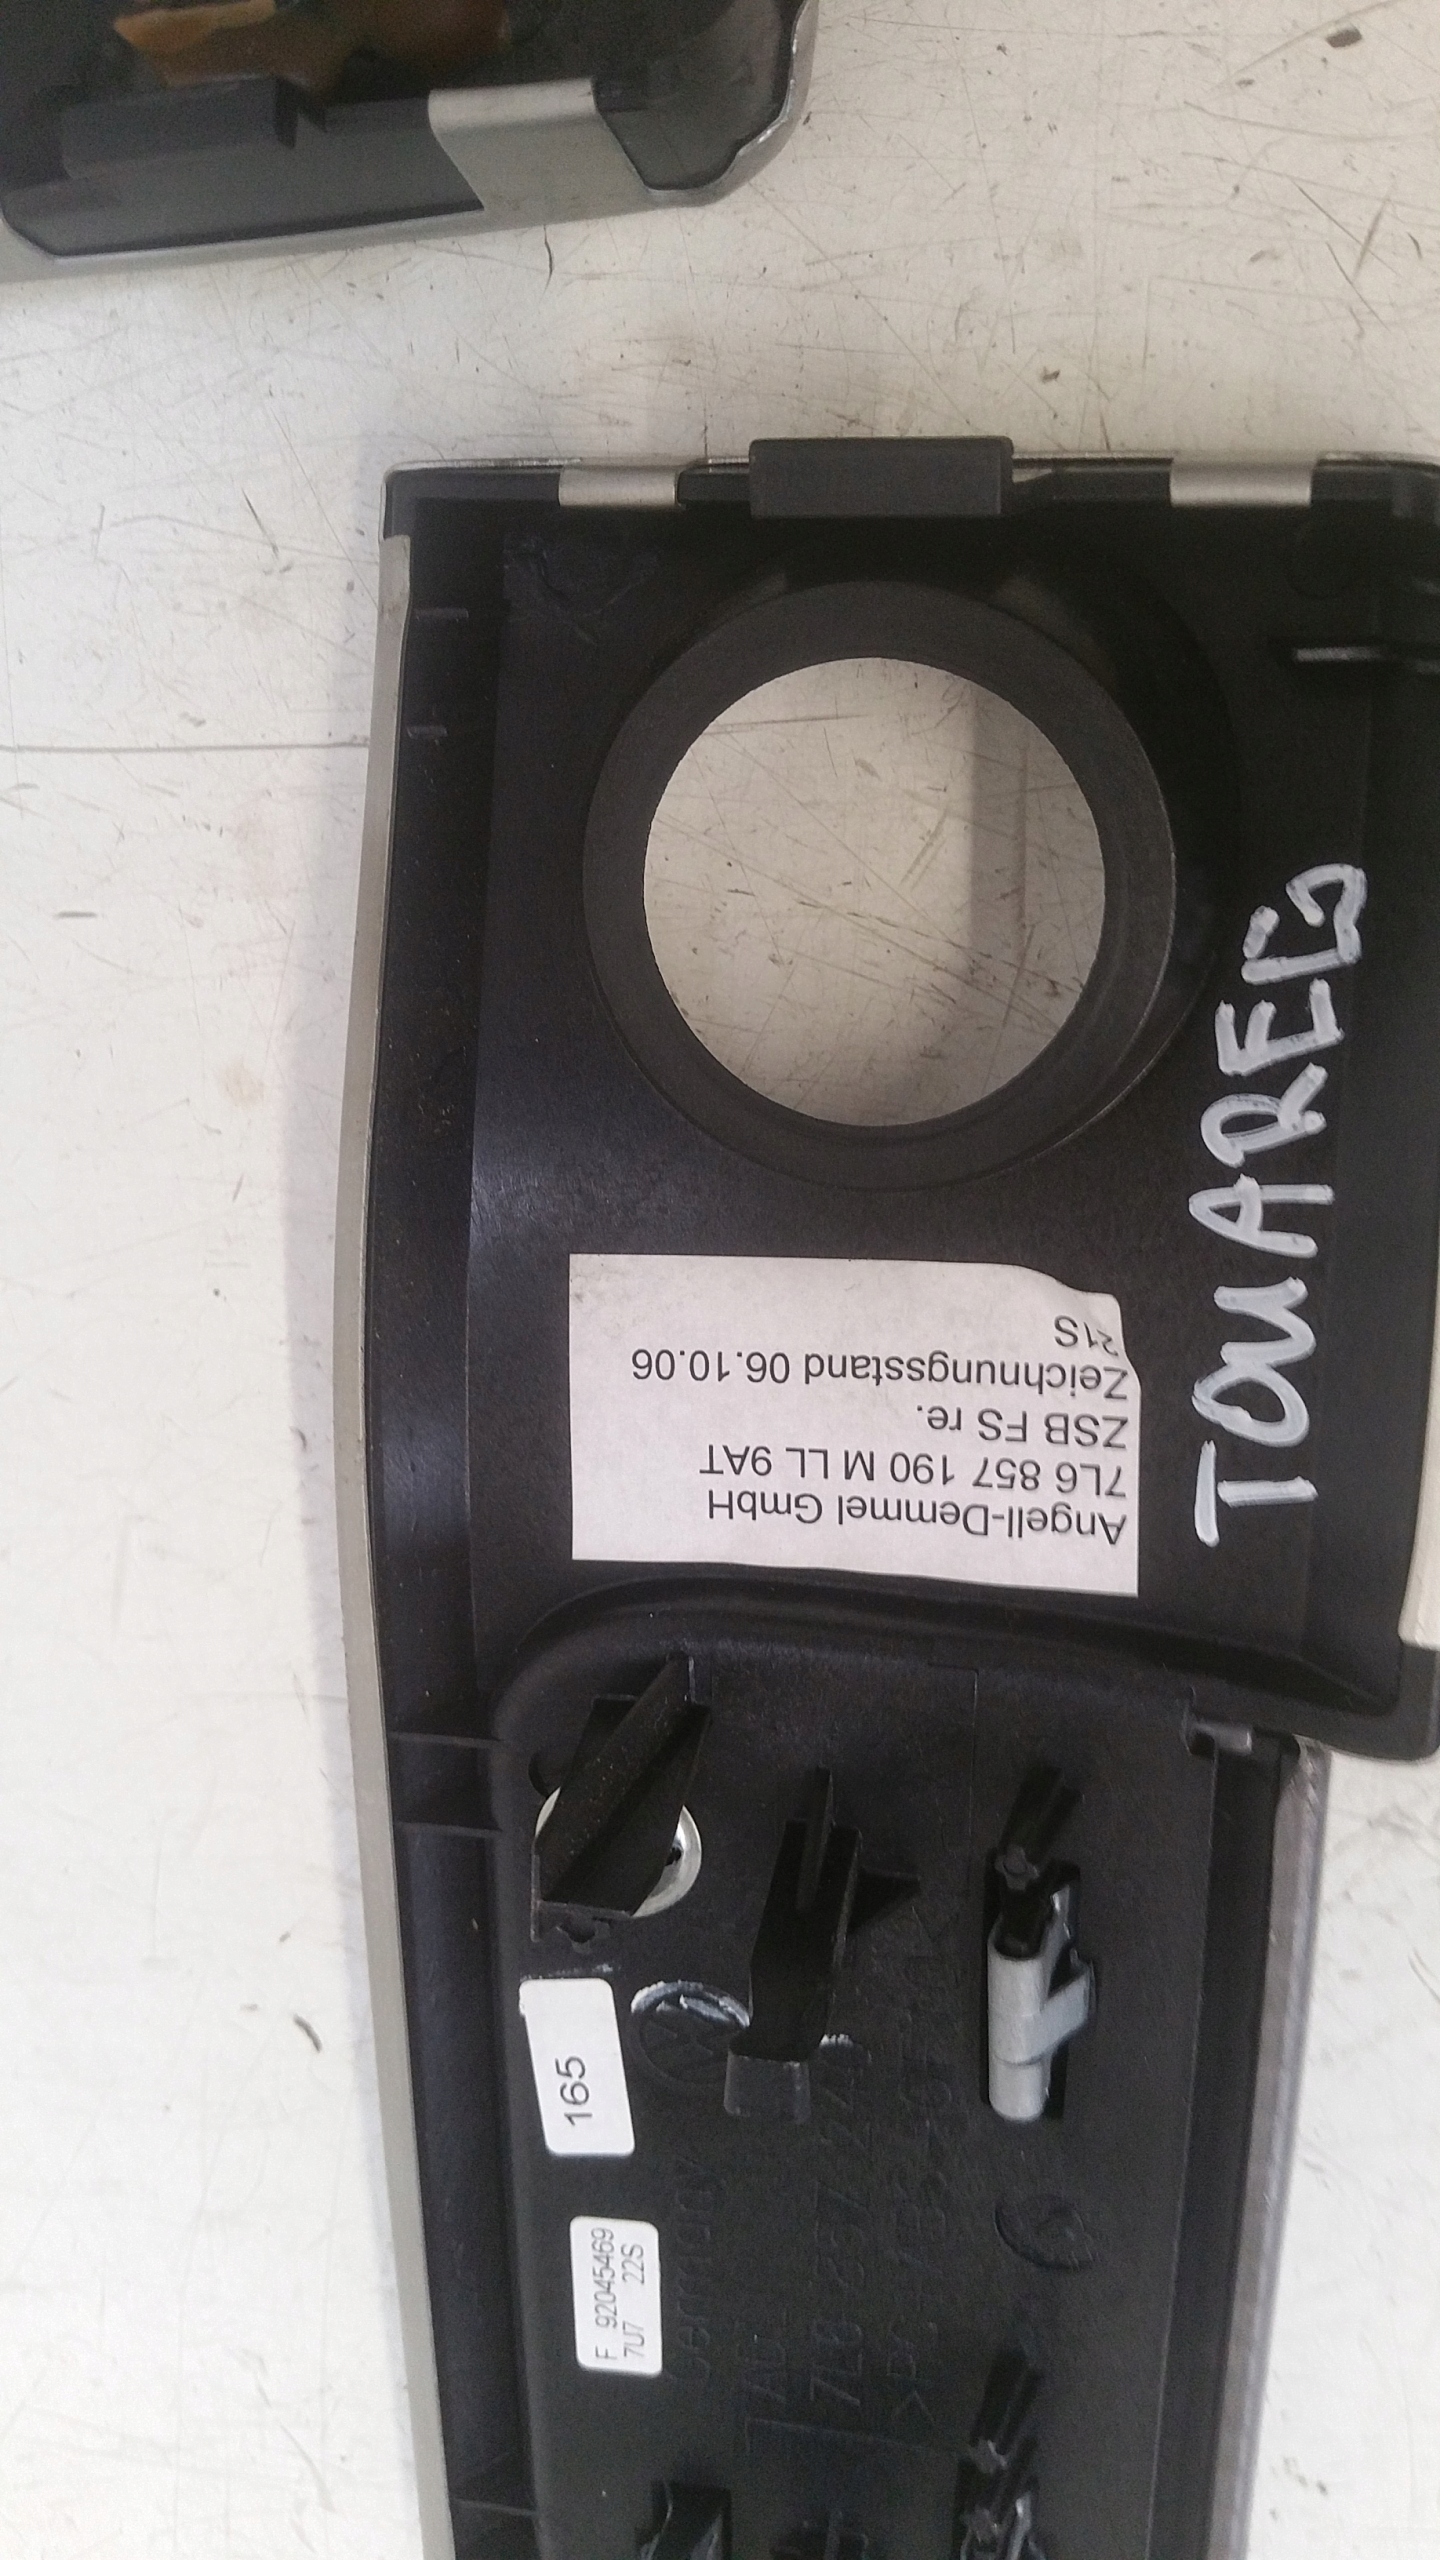 TOUAREG
Angell-Demmel GmbH
7L6 857 190 M LL 9AT
ZSB FS re.
Zeichnungsstand 06.10.06
21S
165
F 92045469
7U7 22S